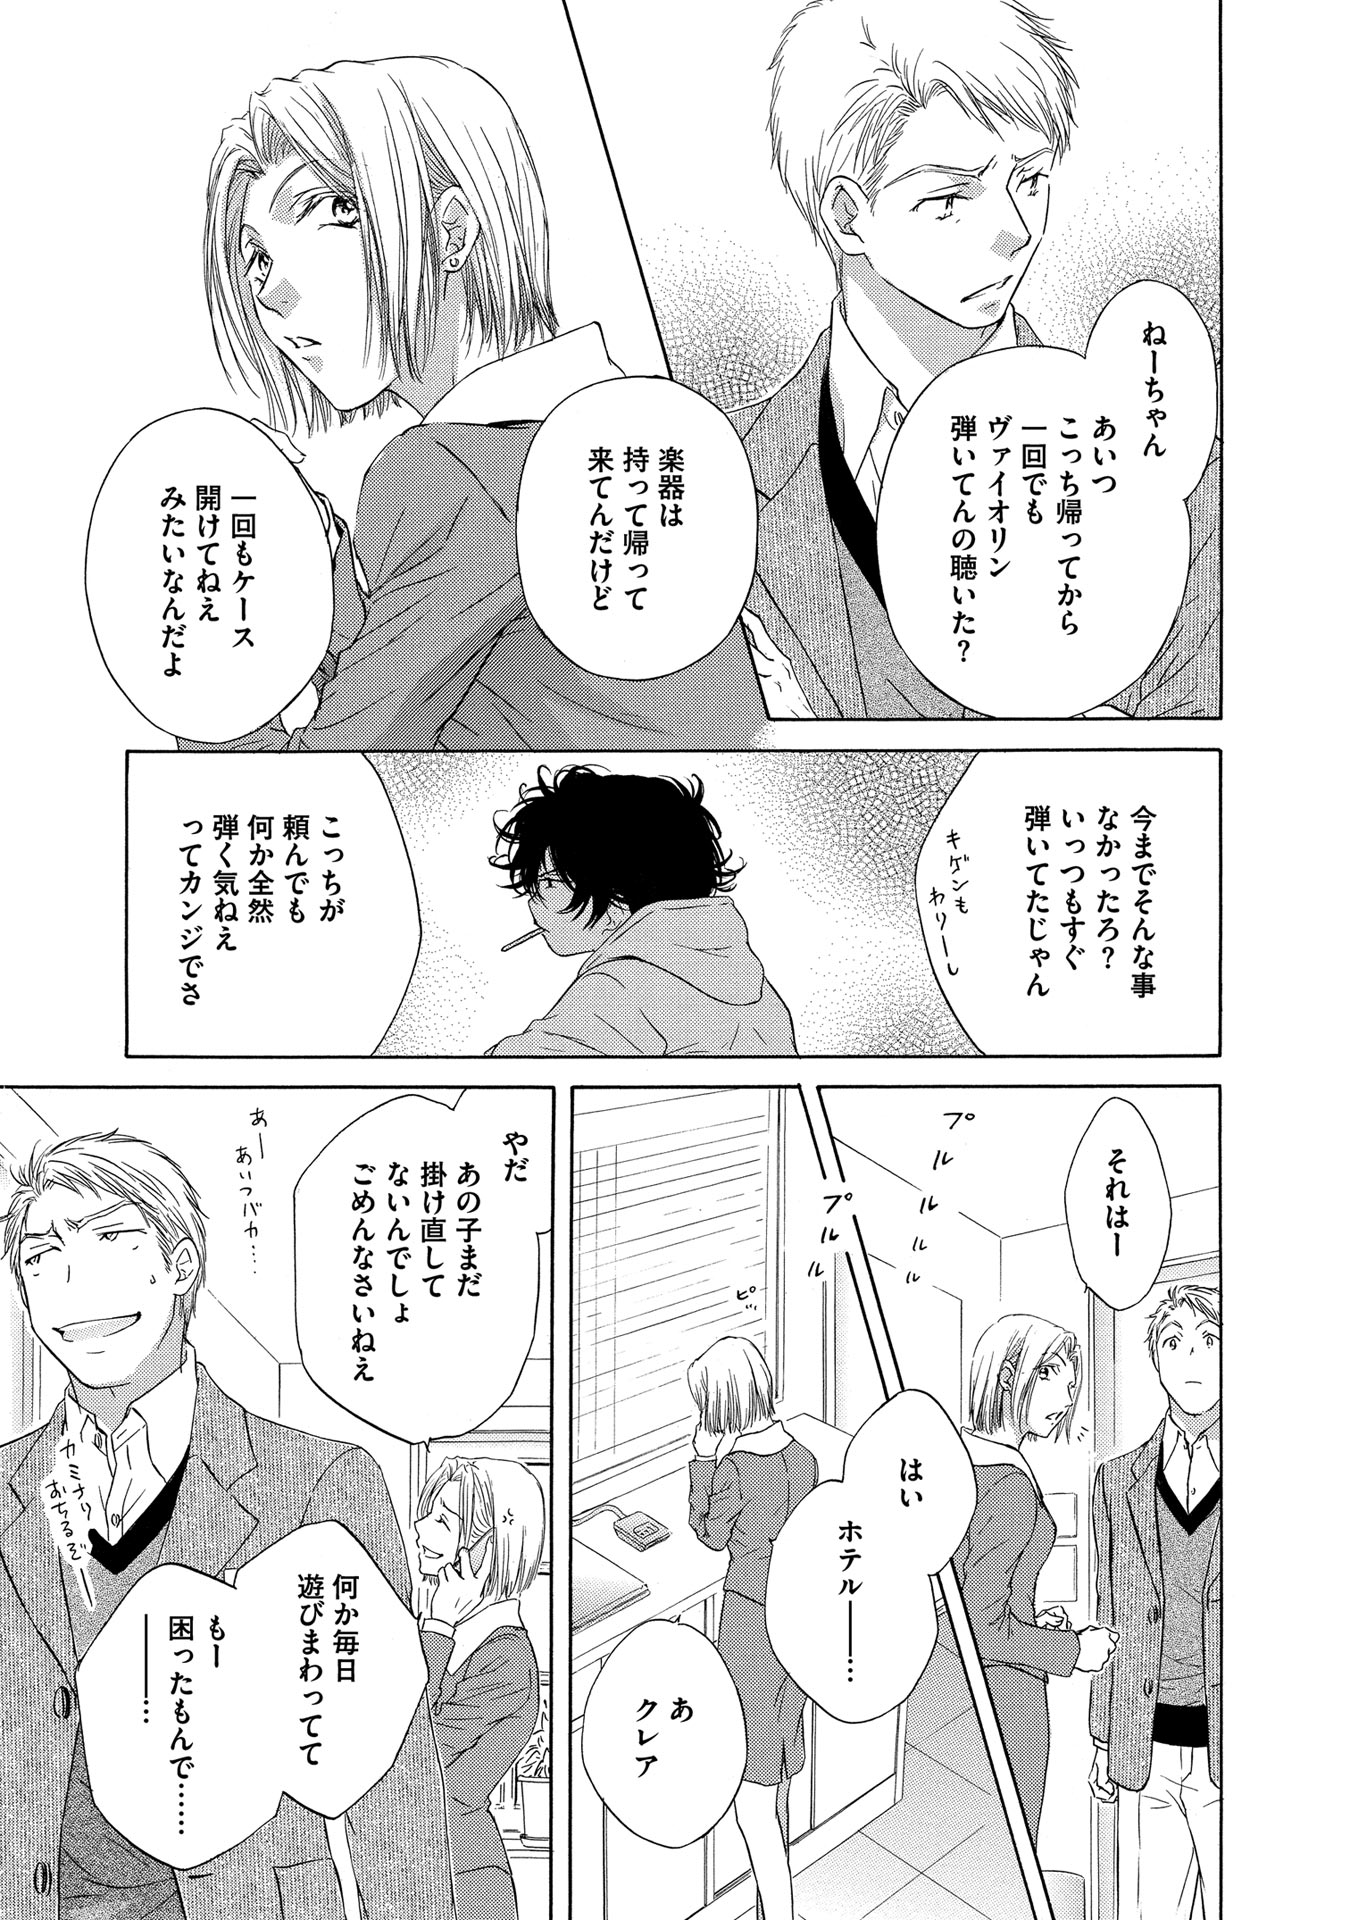 ねーちゃん
あいつ
こっち帰ってから
一回でも
ヴァイオリン
弾いてんの聴いた？
楽器は
持って帰って
来てんだけど
一回もケース
開けてねえ
みたいなんだよ
今までそんな事
なかったろ？
いっつもすぐ
弾いてたじゃん
キゲンも
わりーし
こっちが
頼んでも
何か全然
弾く気ねえ
ってカンジでさ
それはー
プルル
プルルル
ピッ
はい
ホテル──…
あ
クレア
やだ
あの子まだ
掛け直して
ないんでしょ
ごめんなさいねえ
何か毎日
遊びまわってて
もー
困ったもんで……
───…
あー
あいつバカ…
カミナリ
おちるぞー